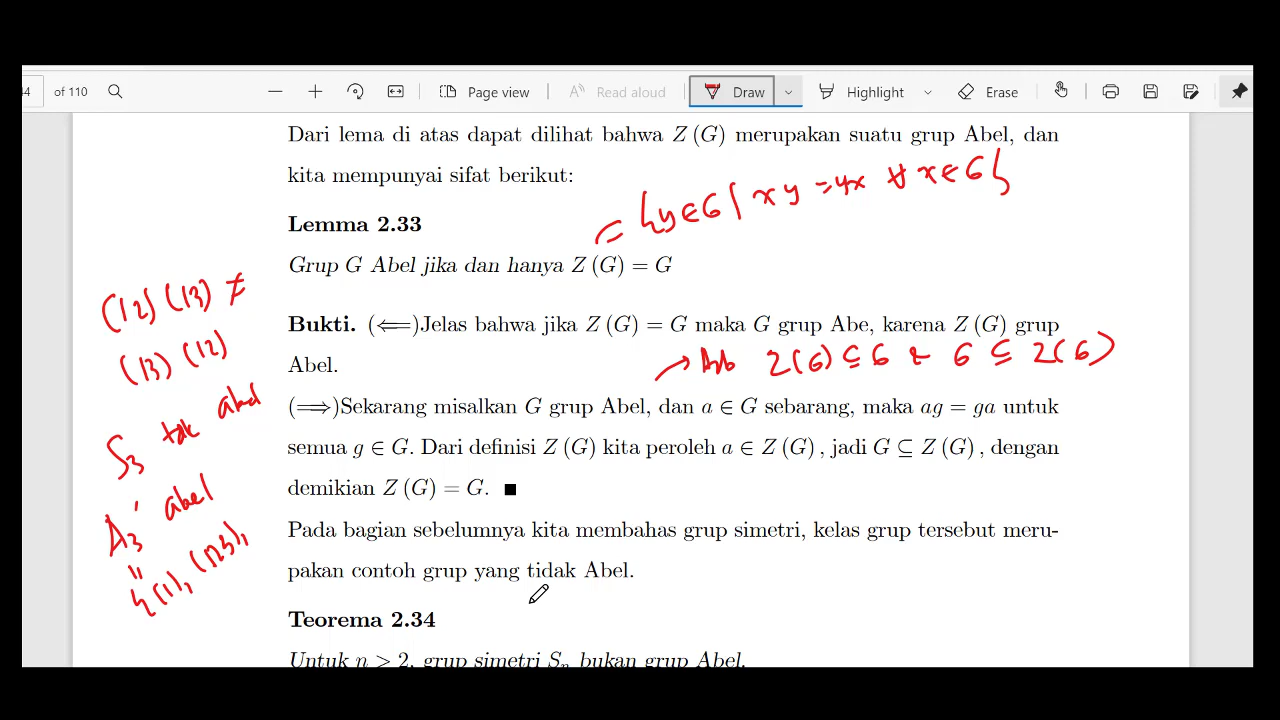 44 of 110 Page view Read aloud Draw Highlight Erase
Dari lema di atas dapat dilihat bahwa Z (G) merupakan suatu grup Abel, dan
kita mempunyai sifat berikut:
= {y ∈ G | xy = yx ∀ x ∈ G}
Lemma 2.33
Grup G Abel jika dan hanya Z (G) = G
(12) (13) ≠
(13) (12)
Bukti. (⟸)Jelas bahwa jika Z (G) = G maka G grup Abe, karena Z (G) grup
Abel.
Z(G) ⊆ G & G ⊆ Z(G)
(⟹)Sekarang misalkan G grup Abel, dan a ∈ G sebarang, maka ag = ga untuk
semua g ∈ G. Dari definisi Z (G) kita peroleh a ∈ Z (G) , jadi G ⊆ Z (G) , dengan
demikian Z (G) = G. ■
S3 tak abel
A3 abel
= {(1), (123),
Pada bagian sebelumnya kita membahas grup simetri, kelas grup tersebut meru-
pakan contoh grup yang tidak Abel.
Teorema 2.34
Untuk n > 2, grup simetri Sn bukan grup Abel.